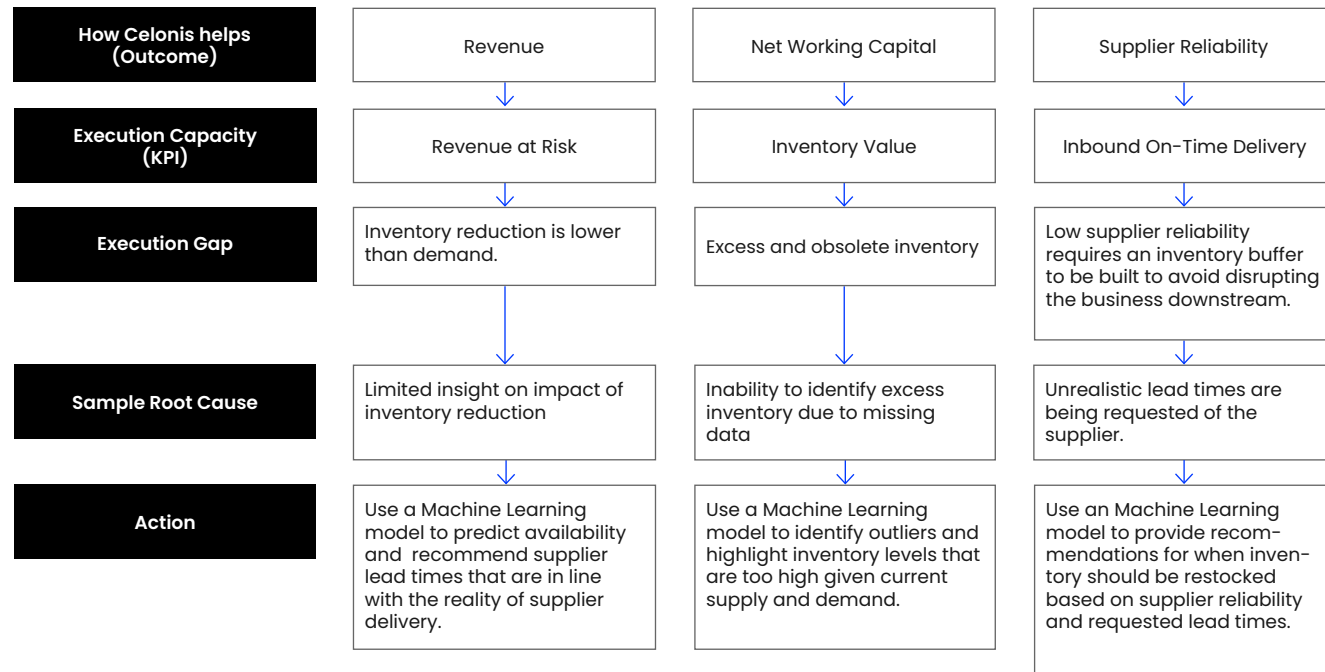 How Celonis helps
(Outcome)
Revenue
Net Working Capital
Supplier Reliability
Execution Capacity
(KPI)
Revenue at Risk
Inventory Value
Inbound On-Time Delivery
Execution Gap
Inventory reduction is lower
than demand.
Excess and obsolete inventory
Low supplier reliability
requires an inventory buffer
to be built to avoid disrupting
the business downstream.
Sample Root Cause
Limited insight on impact of
inventory reduction
Inability to identify excess
inventory due to missing
data
Unrealistic lead times are
being requested of the
supplier.
Action
Use a Machine Learning
model to predict availability
and  recommend supplier
lead times that are in line
with the reality of supplier
delivery.
Use a Machine Learning
model to identify outliers and
highlight inventory levels that
are too high given current
supply and demand.
Use an Machine Learning
model to provide recom-
mendations for when inven-
tory should be restocked
based on supplier reliability
and requested lead times.